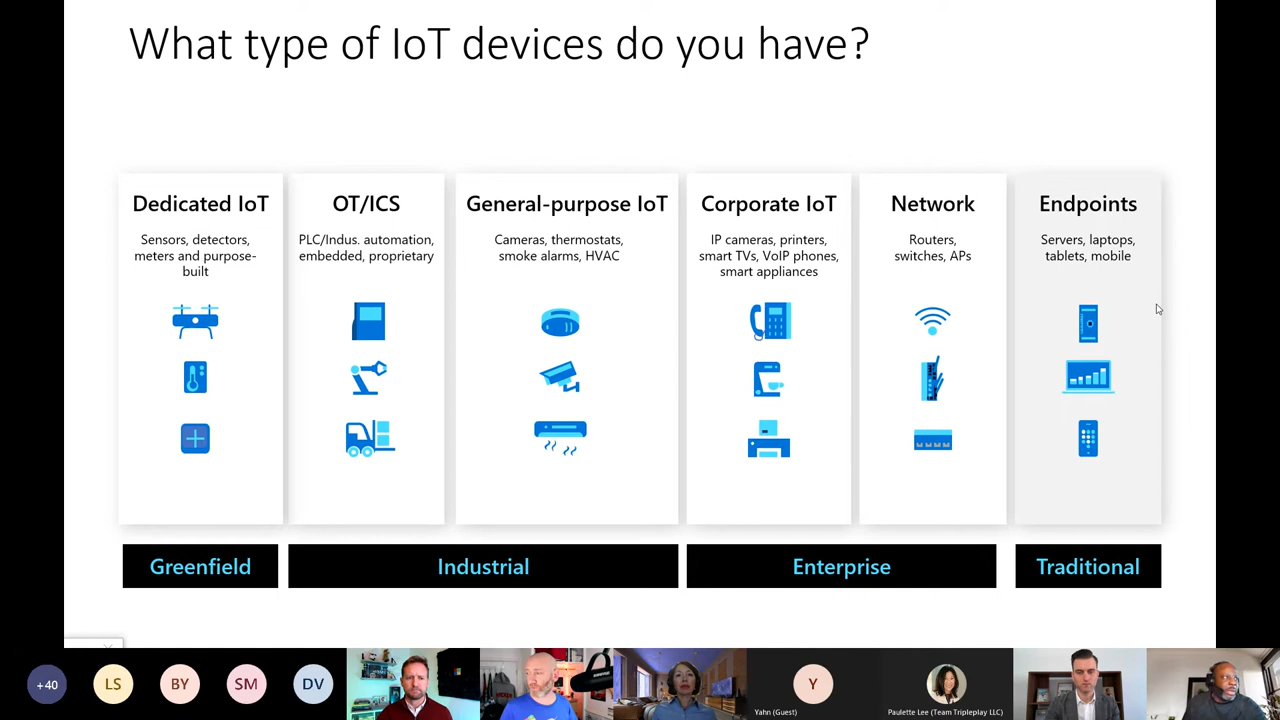 What type of IoT devices do you have?
Dedicated IoT
Sensors, detectors,
meters and purpose-
built
OT/ICS
PLC/Indus. automation,
embedded, proprietary
General-purpose IoT
Cameras, thermostats,
smoke alarms, HVAC
Corporate IoT
IP cameras, printers,
smart TVs, VoIP phones,
smart appliances
Network
Routers,
switches, APs
Endpoints
Servers, laptops,
tablets, mobile
Greenfield
Industrial
Enterprise
Traditional
+40
LS
BY
SM
DV
Y
Yahn (Guest)
Paulette Lee (Team Tripleplay LLC)